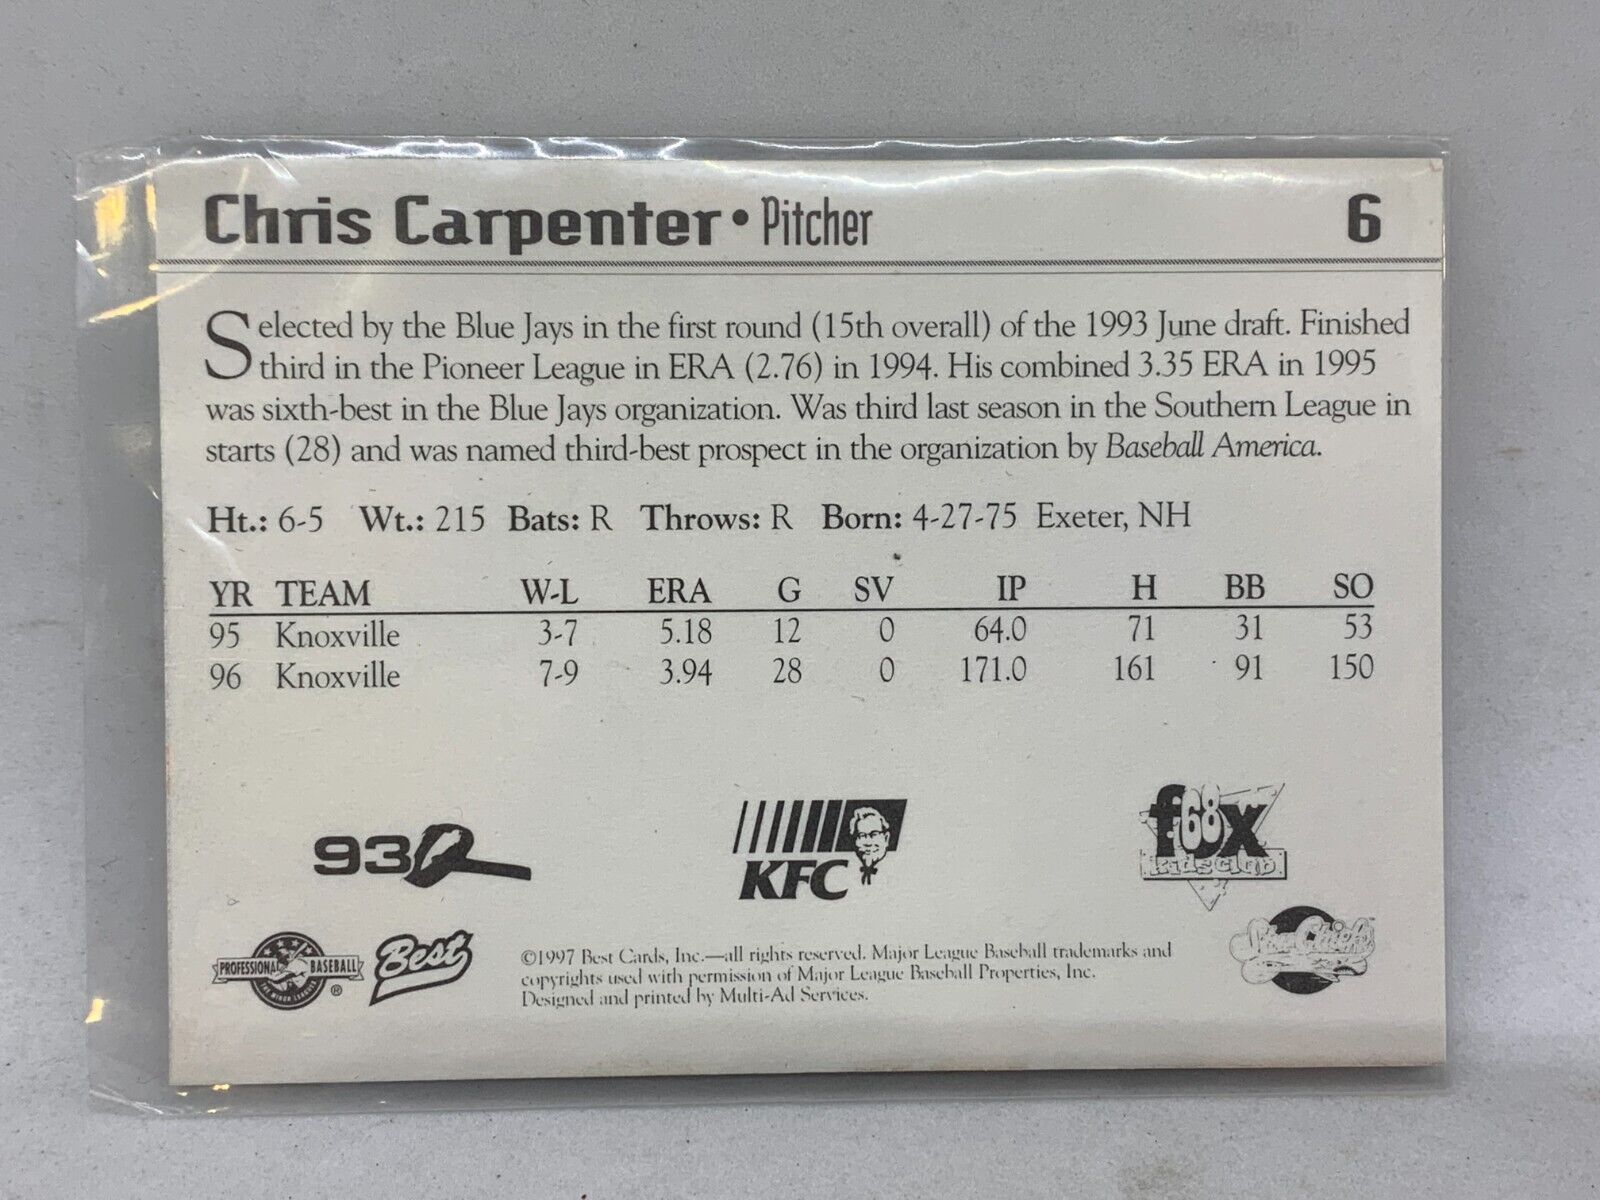 Chris Carpenter • Pitcher 6
Selected by the Blue Jays in the first round (15th overall) of the 1993 June draft. Finished
third in the Pioneer League in ERA (2.76) in 1994. His combined 3.35 ERA in 1995
was sixth-best in the Blue Jays organization. Was third last season in the Southern League in
starts (28) and was named third-best prospect in the organization by Baseball America.
Ht.: 6-5 Wt.: 215 Bats: R Throws: R Born: 4-27-75 Exeter, NH
YR TEAM W-L ERA G SV IP H BB SO
95 Knoxville 3-7 5.18 12 0 64.0 71 31 53
96 Knoxville 7-9 3.94 28 0 171.0 161 91 150
93Q
KFC
fox
68
kids club
PROFESSIONAL BASEBALL
THE MINOR LEAGUES
®
Best
©1997 Best Cards, Inc.—all rights reserved. Major League Baseball trademarks and
copyrights used with permission of Major League Baseball Properties, Inc.
Designed and printed by Multi-Ad Services.
SkyChiefs